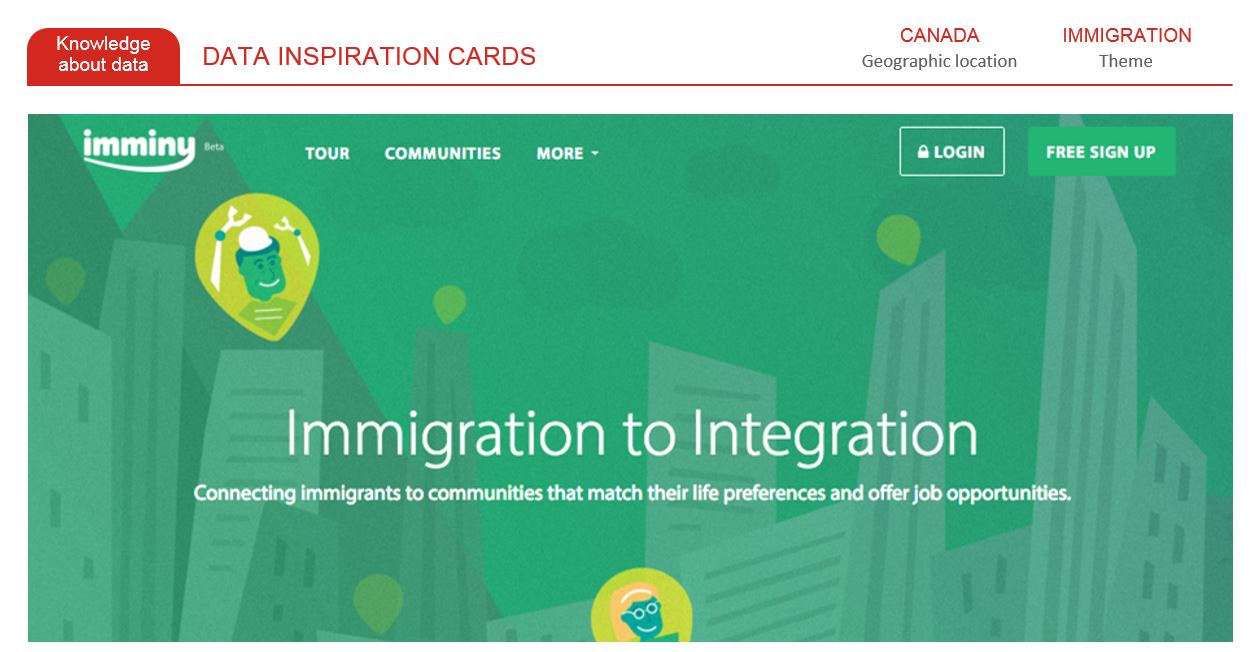 Knowledge
about data
DATA INSPIRATION CARDS
CANADA
Geographic location
IMMIGRATION
Theme
imminy Beta
TOUR COMMUNITIES MORE
LOGIN
FREE SIGN UP
Immigration to Integration
Connecting immigrants to communities that match their life preferences and offer job opportunities.